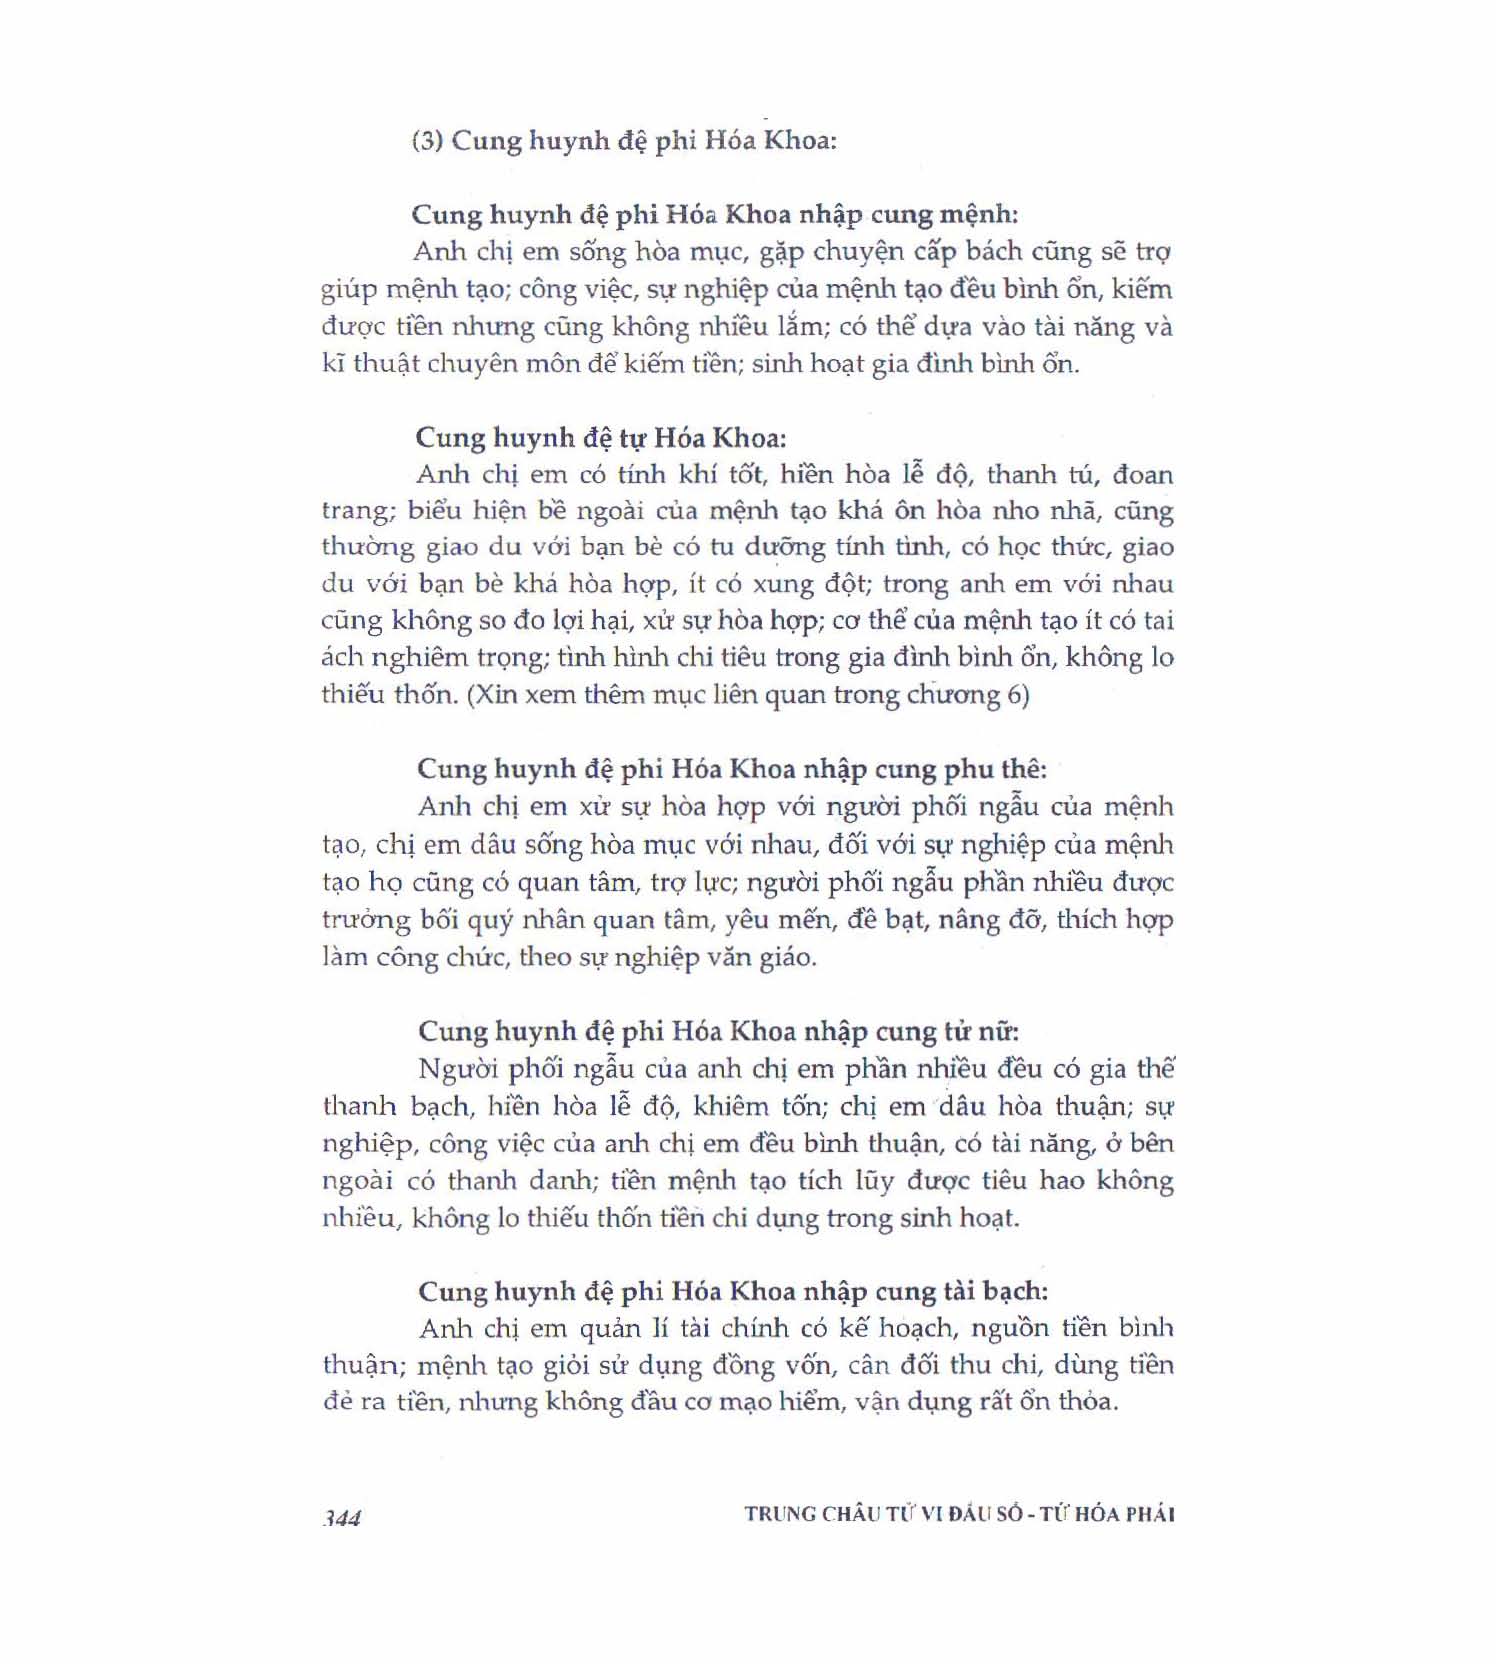 (3) Cung huynh đệ phi Hóa Khoa:
Cung huynh đệ phi Hóa Khoa nhập cung mệnh:
Anh chị em sống hòa mục, gặp chuyện cấp bách cũng sẽ trợ
giúp mệnh tạo; công việc, sự nghiệp của mệnh tạo đều bình ổn, kiếm
được tiền nhưng cũng không nhiều lắm; có thể dựa vào tài năng và
kĩ thuật chuyên môn để kiếm tiền; sinh hoạt gia đình bình ổn.
Cung huynh đệ tự Hóa Khoa:
Anh chị em có tính khí tốt, hiền hòa lễ độ, thanh tú, đoan
trang; biểu hiện bề ngoài của mệnh tạo khá ôn hòa nho nhã, cũng
thường giao du với bạn bè có tu dưỡng tính tình, có học thức, giao
du với bạn bè khá hòa hợp, ít có xung đột; trong anh em với nhau
cũng không so đo lợi hại, xử sự hòa hợp; cơ thể của mệnh tạo ít có tai
ách nghiêm trọng; tình hình chi tiêu trong gia đình bình ổn, không lo
thiếu thốn. (Xin xem thêm mục liên quan trong chương 6)
Cung huynh đệ phi Hóa Khoa nhập cung phu thê:
Anh chị em xử sự hòa hợp với người phối ngẫu của mệnh
tạo, chị em dâu sống hòa mục với nhau, đối với sự nghiệp của mệnh
tạo họ cũng có quan tâm, trợ lực; người phối ngẫu phần nhiều được
trưởng bối quý nhân quan tâm, yêu mến, đề bạt, nâng đỡ, thích hợp
làm công chức, theo sự nghiệp văn giáo.
Cung huynh đệ phi Hóa Khoa nhập cung tử nữ:
Người phối ngẫu của anh chị em phần nhiều đều có gia thế
thanh bạch, hiền hòa lễ độ, khiêm tốn; chị em dâu hòa thuận; sự
nghiệp, công việc của anh chị em đều bình thuận, có tài năng, ở bên
ngoài có thanh danh; tiền mệnh tạo tích lũy được tiêu hao không
nhiều, không lo thiếu thốn tiền chi dụng trong sinh hoạt.
Cung huynh đệ phi Hóa Khoa nhập cung tài bạch:
Anh chị em quản lí tài chính có kế hoạch, nguồn tiền bình
thuận; mệnh tạo giỏi sử dụng đồng vốn, cân đối thu chi, dùng tiền
đẻ ra tiền, nhưng không đầu cơ mạo hiểm, vận dụng rất ổn thỏa.
344 TRUNG CHÂU TỬ VI ĐẨU SỐ - TỨ HÓA PHÁI